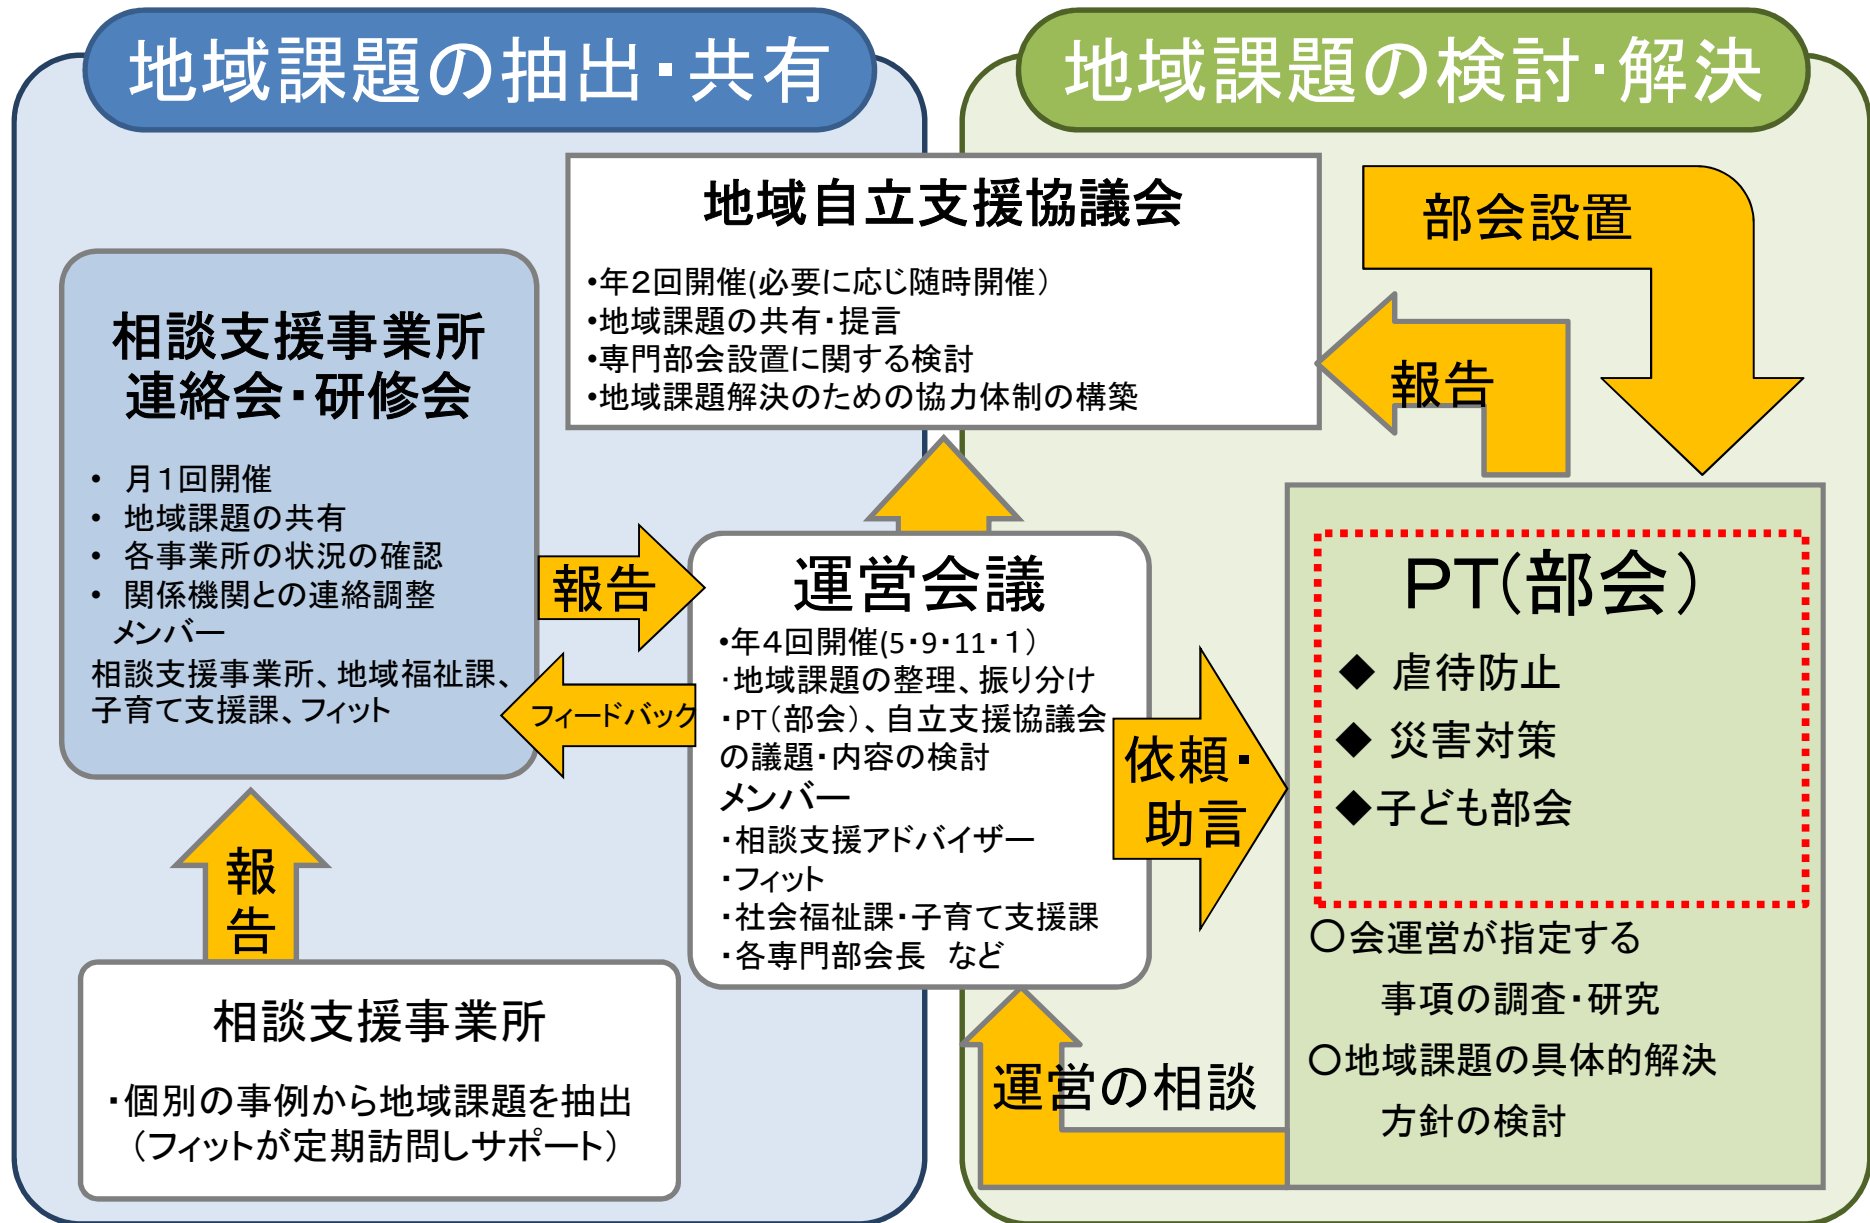 地域課題の抽出・共有
地域課題の検討・解決
地域自立支援協議会
•年2回開催(必要に応じ随時開催)
•地域課題の共有・提言
•専門部会設置に関する検討
•地域課題解決のための協力体制の構築
部会設置
報告
相談支援事業所
連絡会・研修会
• 月1回開催
• 地域課題の共有
• 各事業所の状況の確認
• 関係機関との連絡調整
メンバー
相談支援事業所、地域福祉課、
子育て支援課、フィット
報告
フィードバック
運営会議
•年4回開催(5・9・11・1)
・地域課題の整理、振り分け
・PT(部会)、自立支援協議会
の議題・内容の検討
メンバー
・相談支援アドバイザー
・フィット
・社会福祉課・子育て支援課
・各専門部会長 など
依頼・
助言
PT(部会)
◆ 虐待防止
◆ 災害対策
◆子ども部会
○会運営が指定する
事項の調査・研究
○地域課題の具体的解決
方針の検討
報
告
相談支援事業所
・個別の事例から地域課題を抽出
(フィットが定期訪問しサポート)
運営の相談